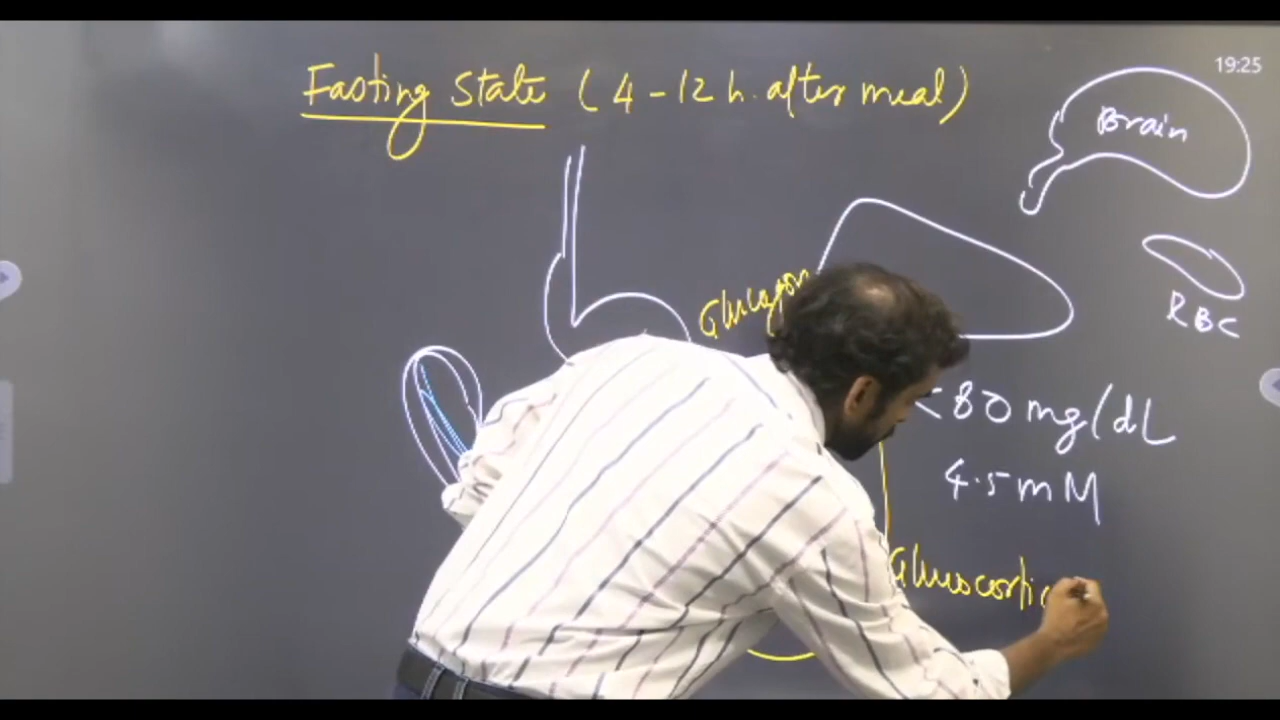 19:25
Fasting State (4-12 h. after meal)
Brain
RBC
Glucagon
<80 mg/dL
4.5 mM
Glucocorti